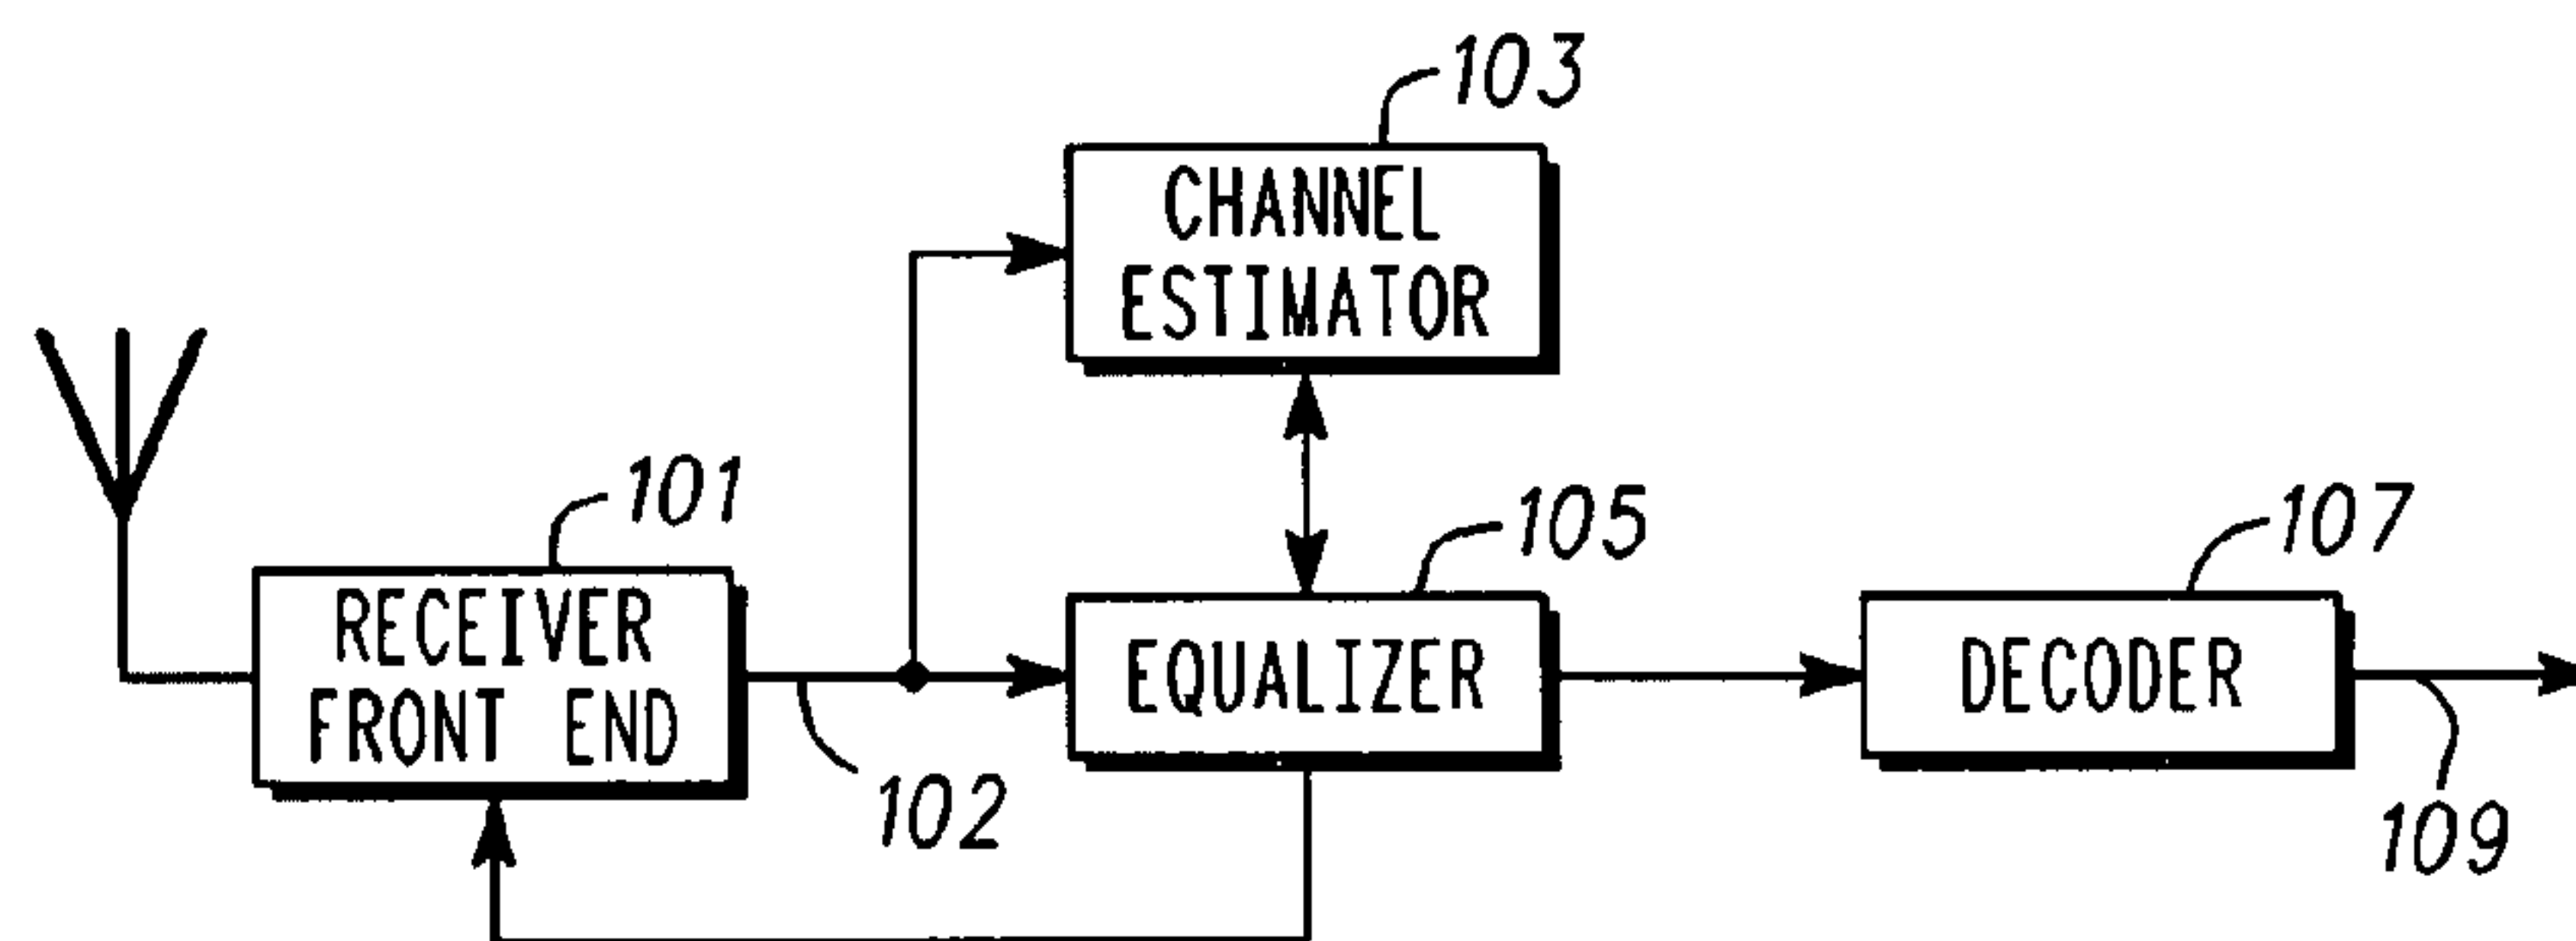 103
CHANNEL
ESTIMATOR
101
RECEIVER
FRONT END
102
105
EQUALIZER
107
DECODER
109